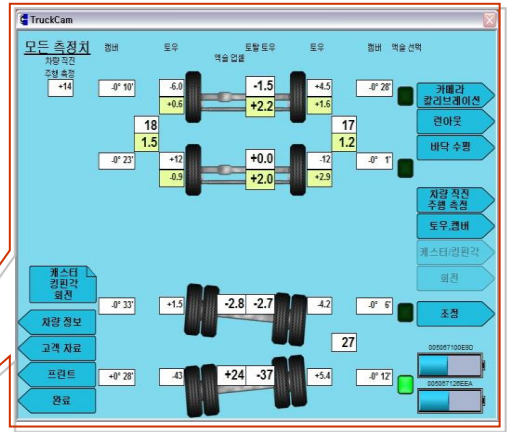 TruckCam
모든 측정치
캠버
토우
토탈 토우
토우
캠버
액슬 선택
차량 직진
주행 측정
액슬 업셑
+14
-0° 10'
-6.0
-1.5
+4.5
-0° 28'
+0.6
+2.2
+1.6
카메라
캘리브레이션
런아웃
18
17
1.5
1.2
바닥 수평
-0° 23'
+12
+0.0
-12
-0° 1'
-0.9
+2.0
+2.9
차량 직진
주행 측정
토우,캠버
캐스터/킹핀각
회전
캐스터
킹핀각
회전
-0° 33'
+1.5
-2.8
-2.7
-4.2
-0° 6'
조정
차량 정보
27
고객 자료
005067100E9D
프린트
+0° 28'
-43
+24
-37
+5.4
-0° 12'
005067126EEA
완료